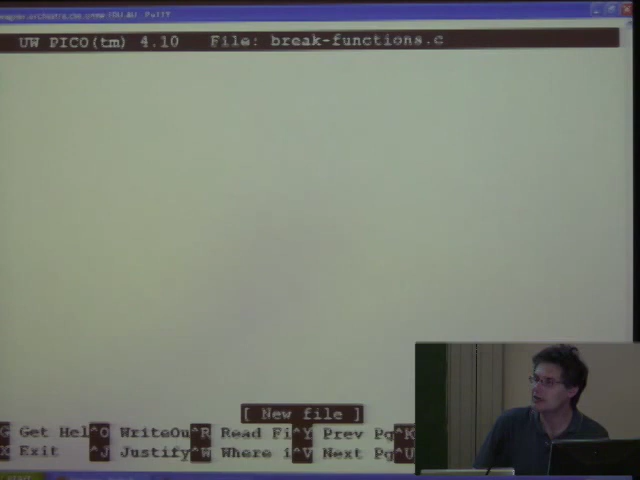 UW PICO(tm) 4.10 File: break-functions.c
[ New file ]
G Get Hel ^O WriteOu ^R Read Fi ^Y Prev Pg ^K
X Exit ^J Justify ^W Where i ^V Next Pg ^U